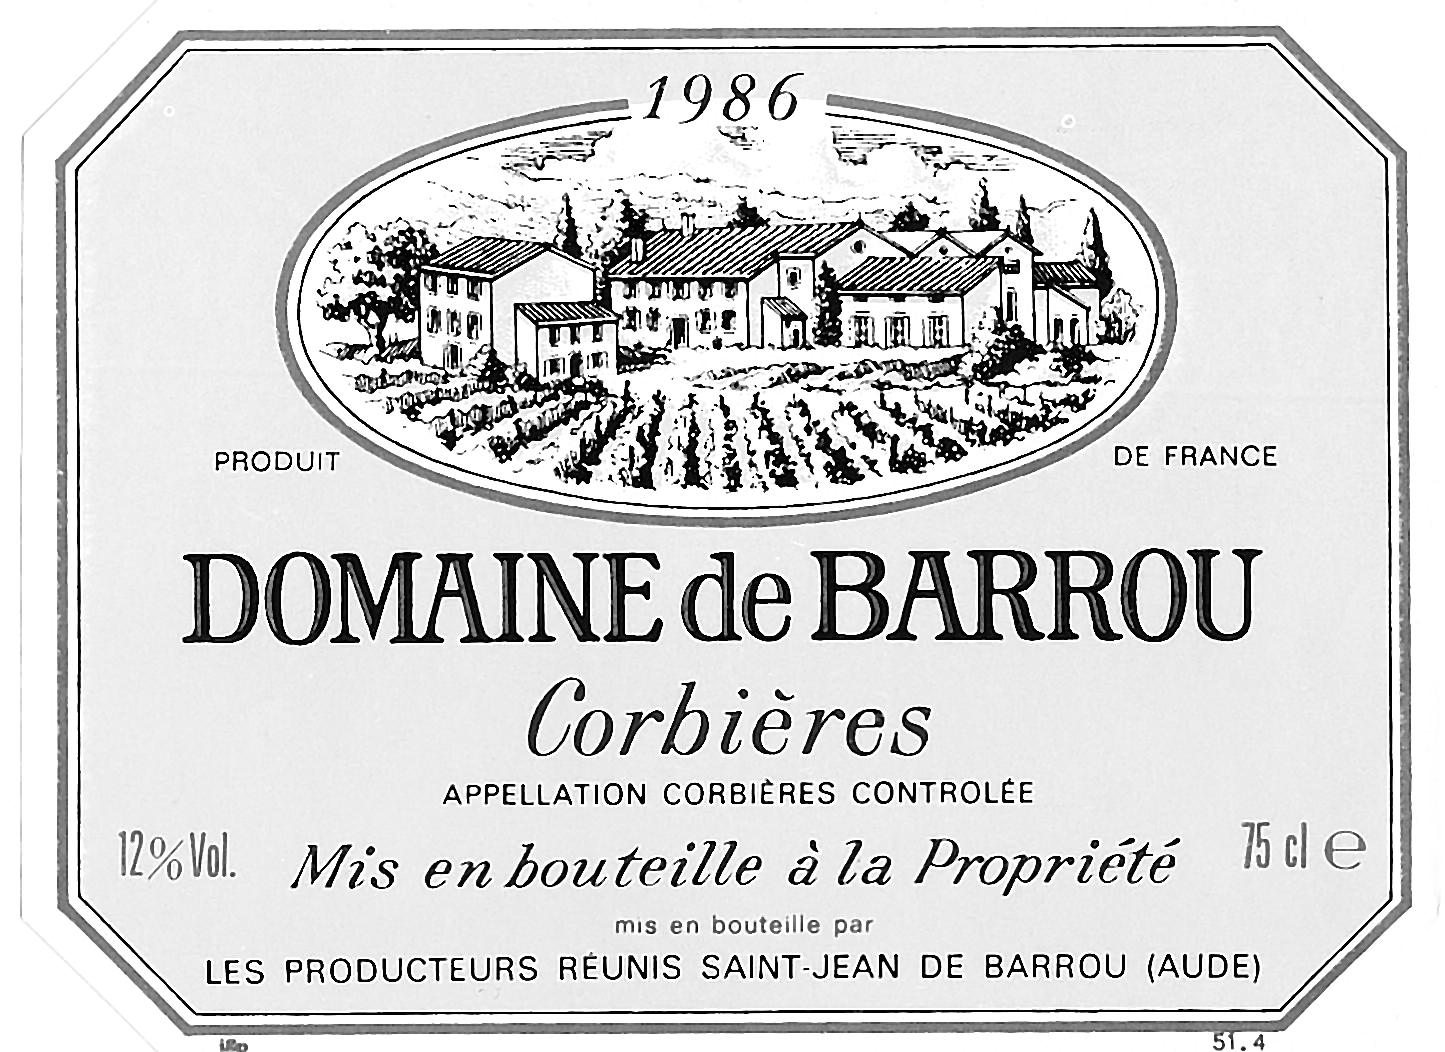 1986
PRODUIT DE FRANCE
DOMAINE de BARROU
Corbières
APPELLATION CORBIÈRES CONTROLÉE
12% Vol. Mis en bouteille à la Propriété 75 cl e
mis en bouteille par
LES PRODUCTEURS RÉUNIS SAINT-JEAN DE BARROU (AUDE)
51.4